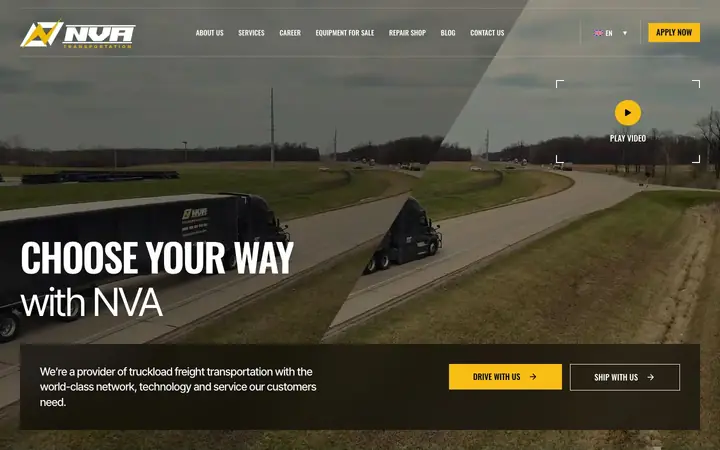 NVA
TRANSPORTATION
ABOUT US
SERVICES
CAREER
EQUIPMENT FOR SALE
REPAIR SHOP
BLOG
CONTACT US
EN
APPLY NOW
PLAY VIDEO
NVA
CHOOSE YOUR WAY
with NVA
We're a provider of truckload freight transportation with the
world-class network, technology and service our customers
need.
DRIVE WITH US
SHIP WITH US